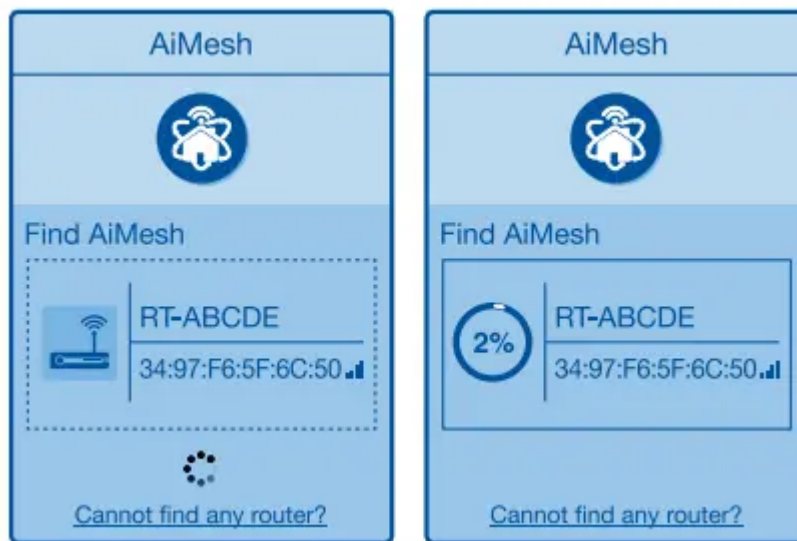 AiMesh
Find AiMesh
RT-ABCDE
34:97:F6:5F:6C:50
Cannot find any router?
AiMesh
Find AiMesh
2%
RT-ABCDE
34:97:F6:5F:6C:50
Cannot find any router?